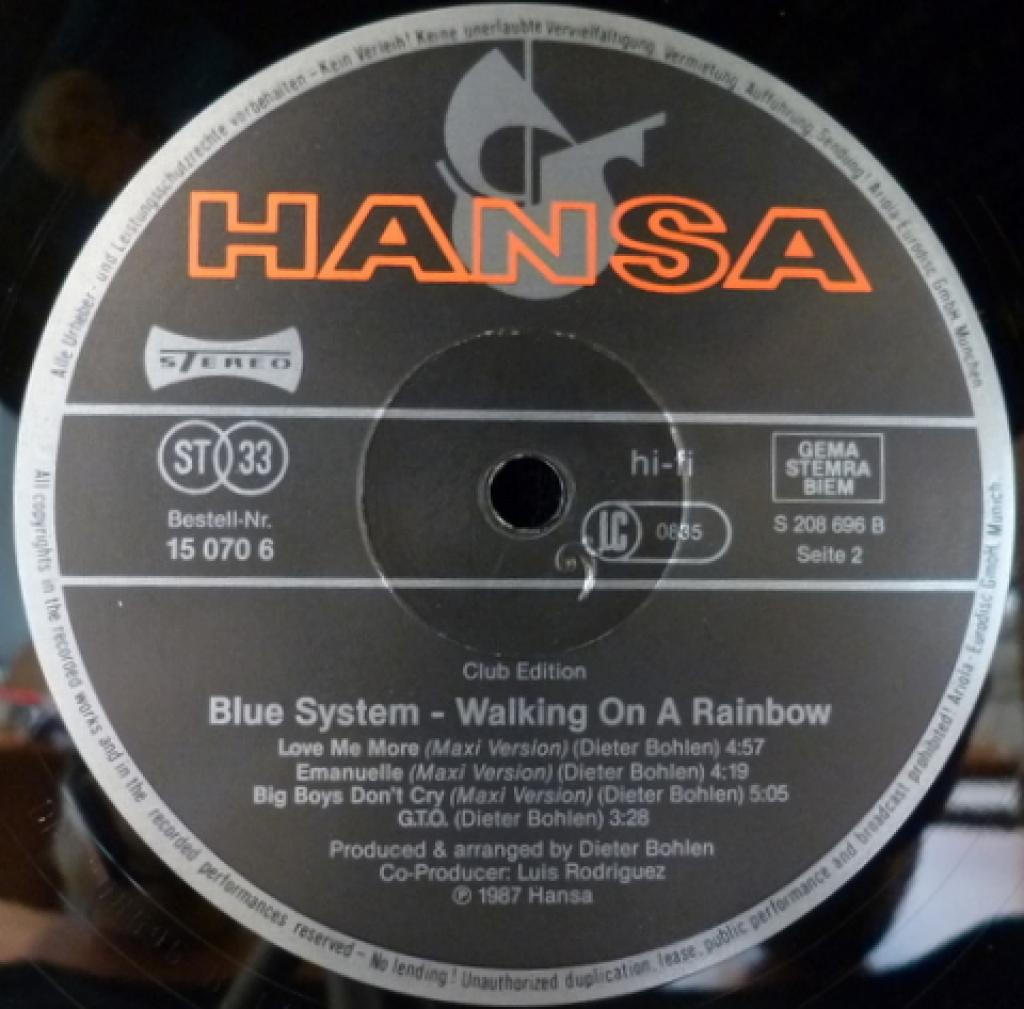 Alle Urheber- und Leistungsschutzrechte vorbehalten - Kein Verleih! Keine unerlaubte Vervielfältigung, Vermietung, Aufführung, Sendung! Ariola-Eurodisc GmbH, München
HANSA
STEREO
ST 33
hi-fi
GEMA
STEMRA
BIEM
Bestell-Nr.
15 070 6
LC 0835
S 208 696 B
Seite 2
Club Edition
Blue System - Walking On A Rainbow
Love Me More (Maxi Version) (Dieter Bohlen) 4:57
Emanuelle (Maxi Version) (Dieter Bohlen) 4:19
Big Boys Don't Cry (Maxi Version) (Dieter Bohlen) 5:05
G.T.O. (Dieter Bohlen) 3:28
Produced & arranged by Dieter Bohlen
Co-Producer: Luis Rodriguez
℗ 1987 Hansa
All copyrights in the recorded works and in the recorded performances reserved - No lending! Unauthorized duplication, lease, public performance and broadcast prohibited! Ariola - Eurodisc GmbH, Munich.